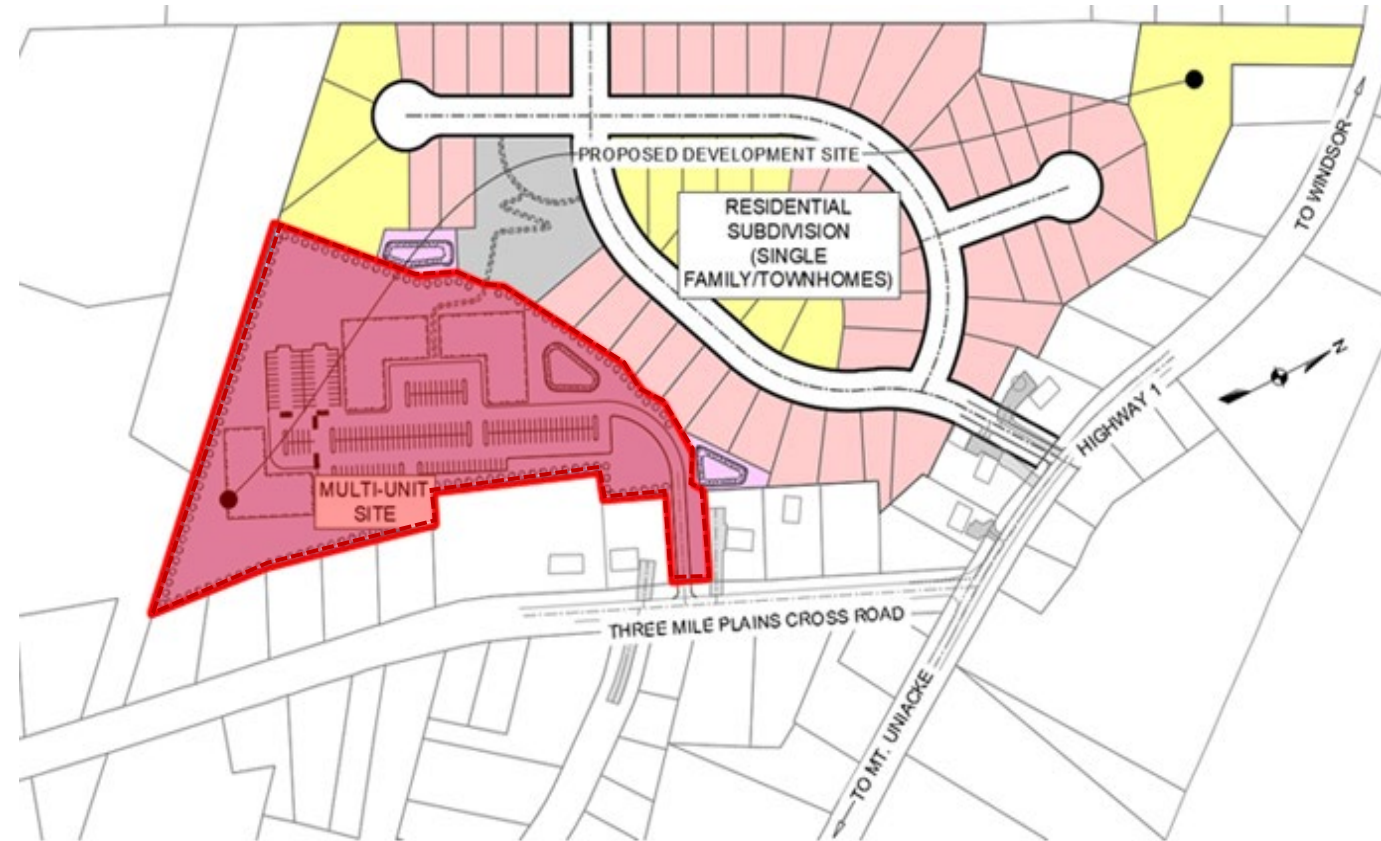 PROPOSED DEVELOPMENT SITE
RESIDENTIAL
SUBDIVISION
(SINGLE
FAMILY/TOWNHOMES)
TO WINDSOR
N
HIGHWAY 1
MULTI-UNIT
SITE
THREE MILE PLAINS CROSS ROAD
TO MT. UNIACKE